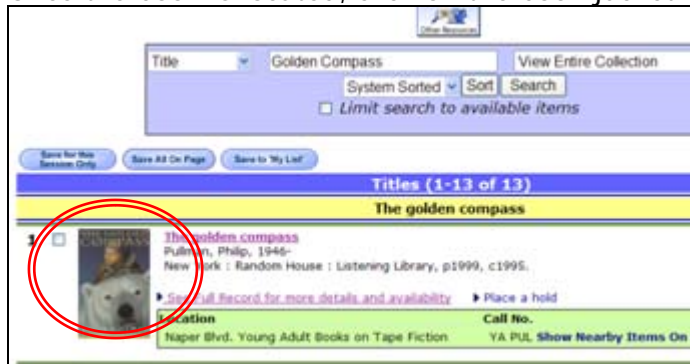 Other Resources
Title Golden Compass View Entire Collection
System Sorted Sort Search
Limit search to available items
Save for this Session Only Save All On Page Save to 'My List'
Titles (1-13 of 13)
The golden compass
1 COMPASS The golden compass
Pullman, Philip, 1946-
New York : Random House : Listening Library, p1999, c1995.
See Full Record for more details and availability Place a hold
Location Call No.
Naper Blvd. Young Adult Books on Tape Fiction YA PUL Show Nearby Items On